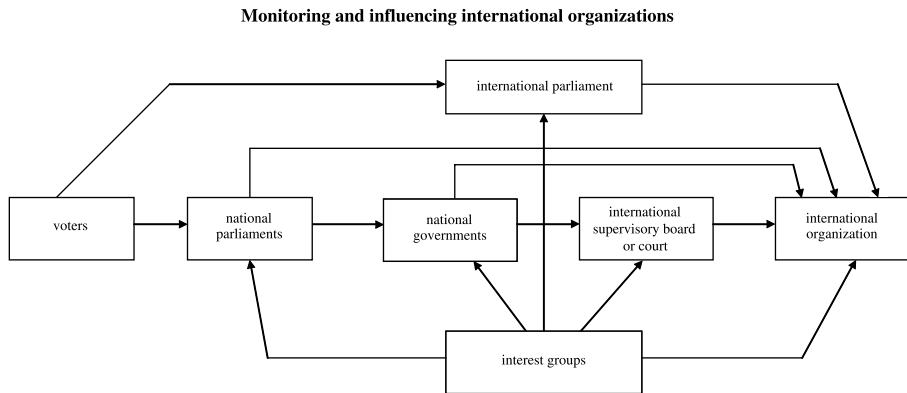 Monitoring and influencing international organizations
international parliament
voters
national
parliaments
national
governments
international
supervisory board
or court
international
organization
interest groups